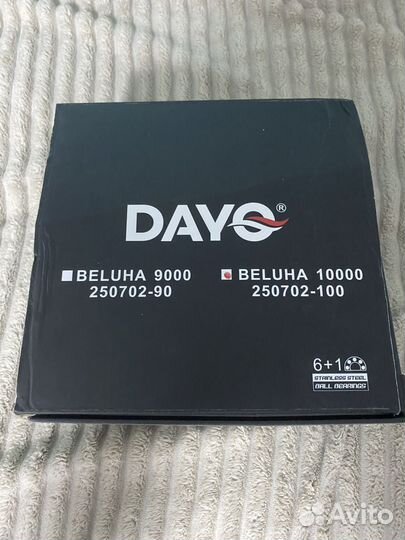 DAYO®
BELUHA 9000
250702-90
BELUHA 10000
250702-100
6+1
STAINLESS STEEL
BALL BEARINGS
Avito